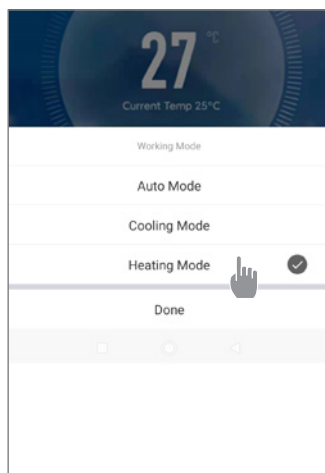 27 °C
Current Temp 25°C
Working Mode
Auto Mode
Cooling Mode
Heating Mode
Done